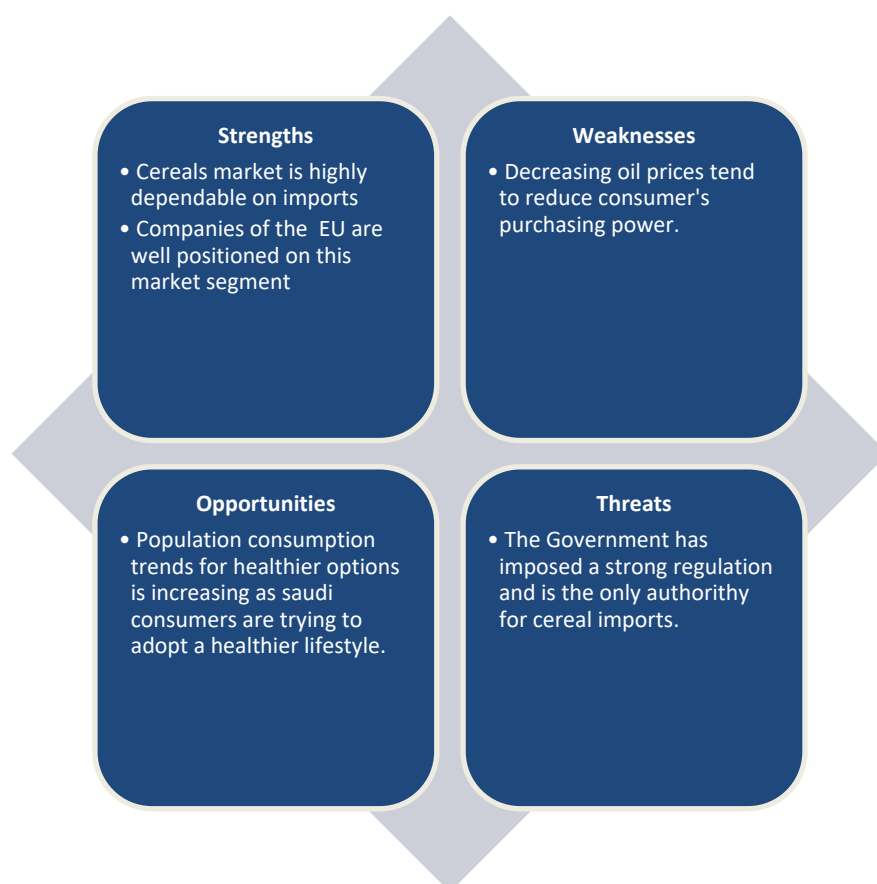 Strengths
• Cereals market is highly
dependable on imports
• Companies of the  EU are
well positioned on this
market segment
Weaknesses
• Decreasing oil prices tend
to reduce consumer's
purchasing power.
Opportunities
• Population consumption
trends for healthier options
is increasing as saudi
consumers are trying to
adopt a healthier lifestyle.
Threats
• The Government has
imposed a strong regulation
and is the only authorithy
for cereal imports.